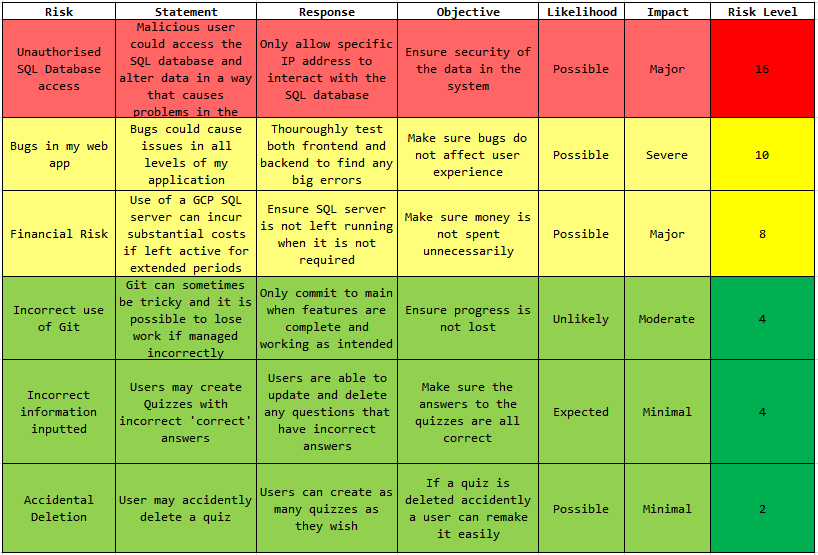 Risk Statement Response Objective Likelihood Impact Risk Level
Unauthorised
SQL Database
access
Malicious user
could access the
SQL database and
alter data in a way
that causes
problems in the
Only allow specific
IP address to
interact with the
SQL database
Ensure security of
the data in the
system
Possible
Major
16
Bugs in my web
app
Bugs could cause
issues in all
levels of my
application
Thouroughly test
both frontend and
backend to find any
big errors
Make sure bugs do
not affect user
experience
Possible
Severe
10
Financial Risk
Use of a GCP SQL
server can incur
substantial costs
if left active for
extended periods
Ensure SQL server
is not left running
when it is not
required
Make sure money is
not spent
unnecessarily
Possible
Major
8
Incorrect use
of Git
Git can sometimes
be tricky and it is
possible to lose
work if managed
incorrectly
Only commit to main
when features are
complete and
working as intended
Ensure progress is
not lost
Unlikely
Moderate
4
Incorrect
information
inputted
Users may create
Quizzes with
incorrect 'correct'
answers
Users are able to
update and delete
any questions that
have incorrect
answers
Make sure the
answers to the
quizzes are all
correct
Expected
Minimal
4
Accidental
Deletion
User may accidently
delete a quiz
Users can create as
many quizzes as
they wish
If a quiz is
deleted accidently
a user can remake
it easily
Possible
Minimal
2